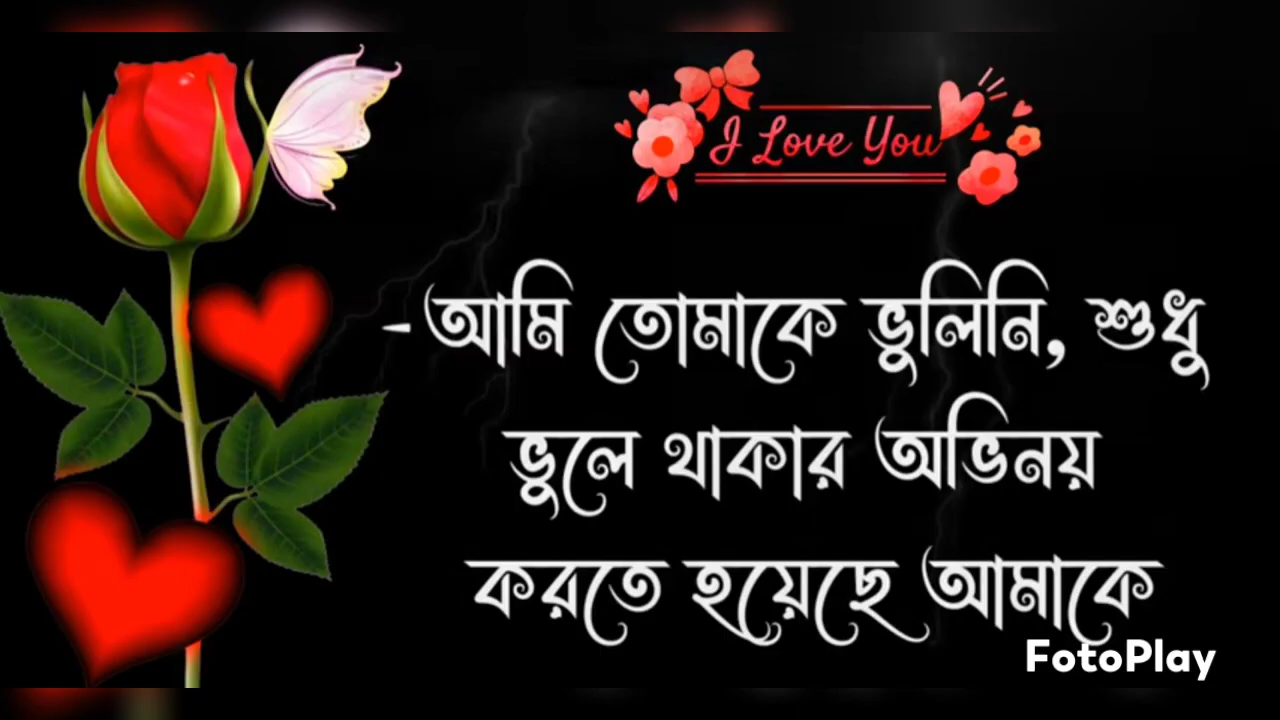 I Love You
-আমি তোমাকে ভুলিনি, শুধু
ভুলে থাকার অভিনয়
করতে হয়েছে আমাকে
FotoPlay